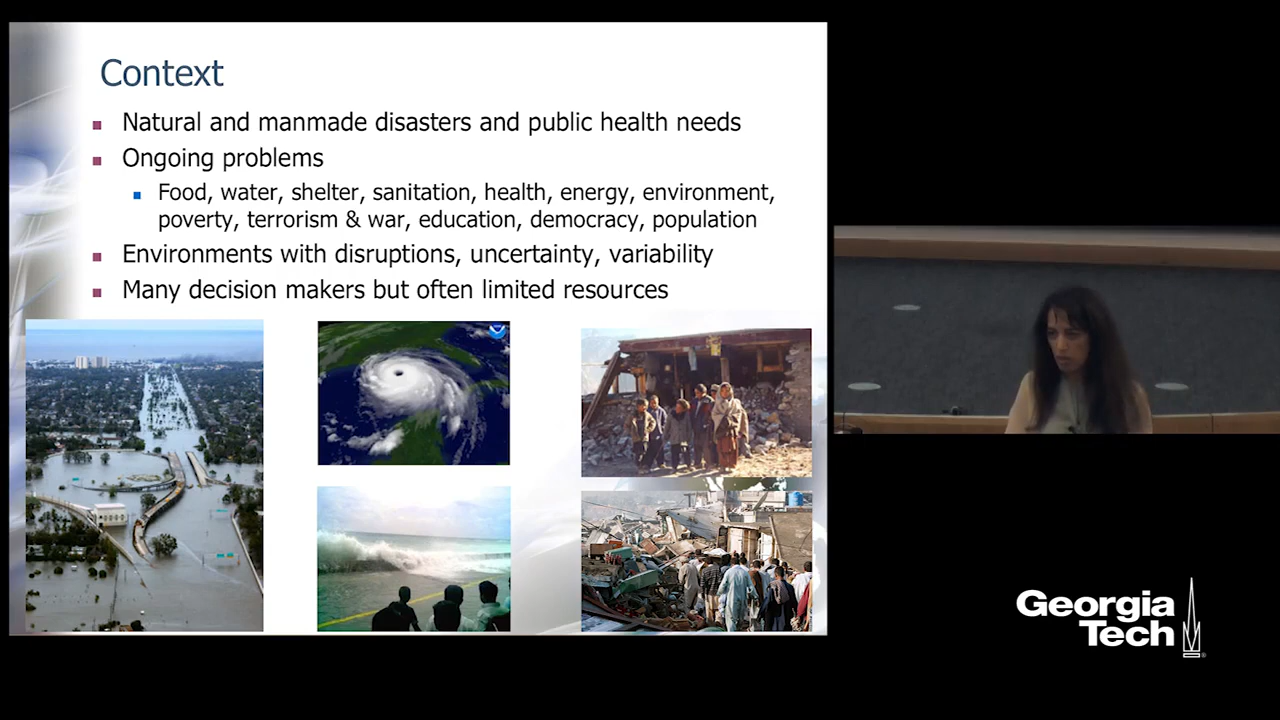 Context
Natural and manmade disasters and public health needs
Ongoing problems
Food, water, shelter, sanitation, health, energy, environment,
poverty, terrorism & war, education, democracy, population
Environments with disruptions, uncertainty, variability
Many decision makers but often limited resources
Georgia
Tech